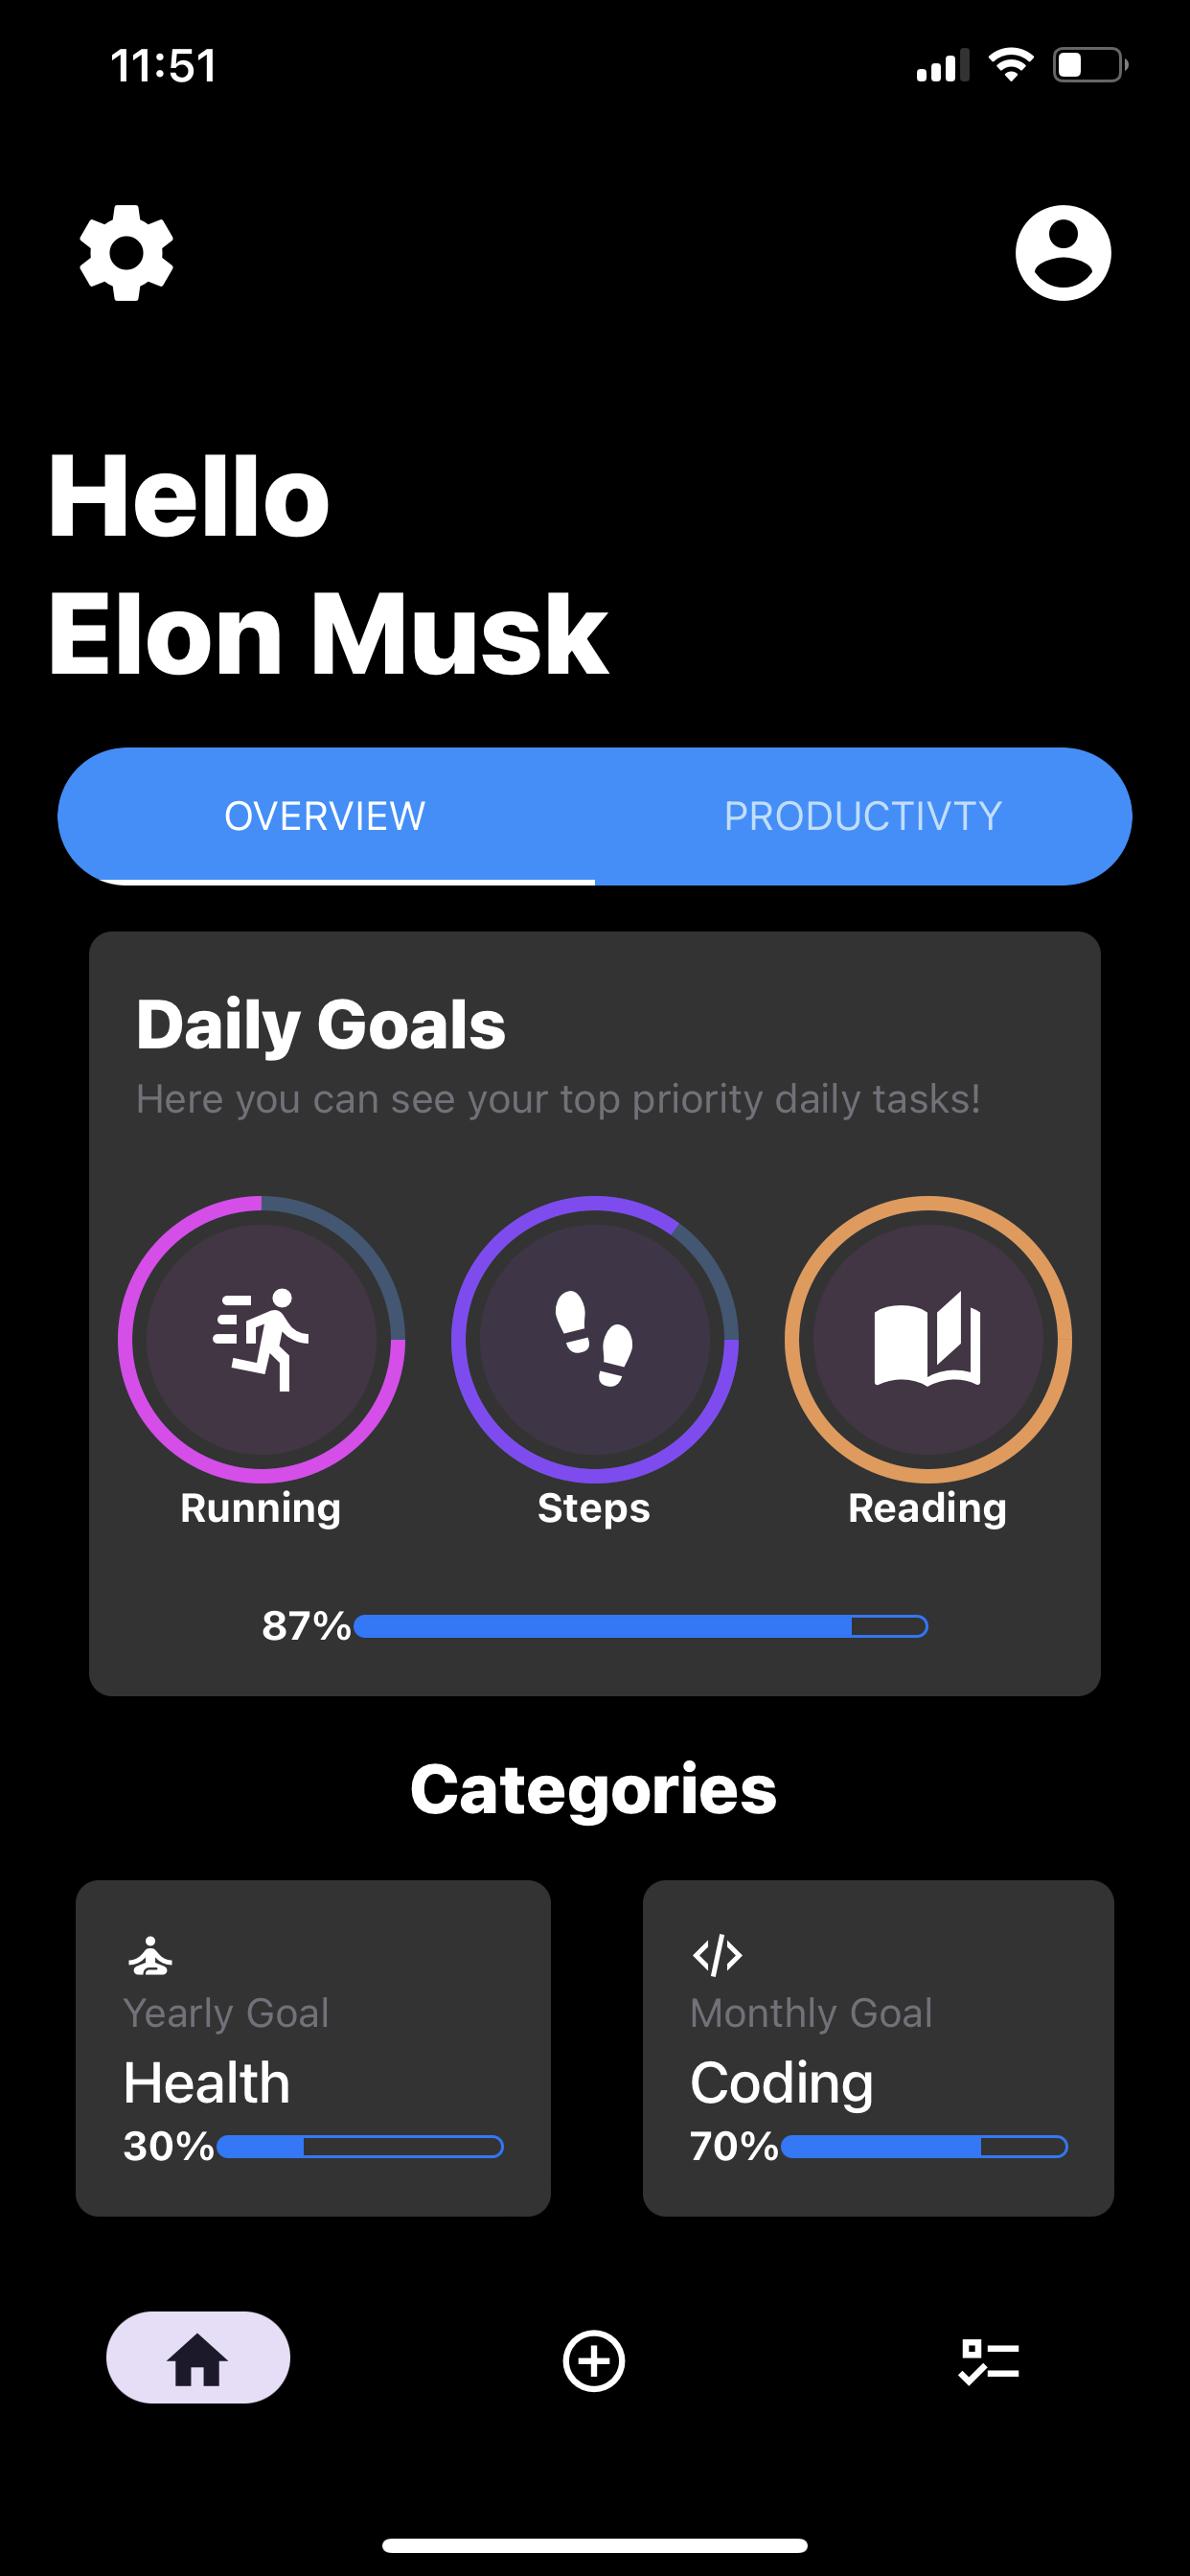 11:51
Hello
Elon Musk
OVERVIEW PRODUCTIVTY
Daily Goals
Here you can see your top priority daily tasks!
Running Steps Reading
87%
Categories
Yearly Goal Monthly Goal
Health Coding
30% 70%